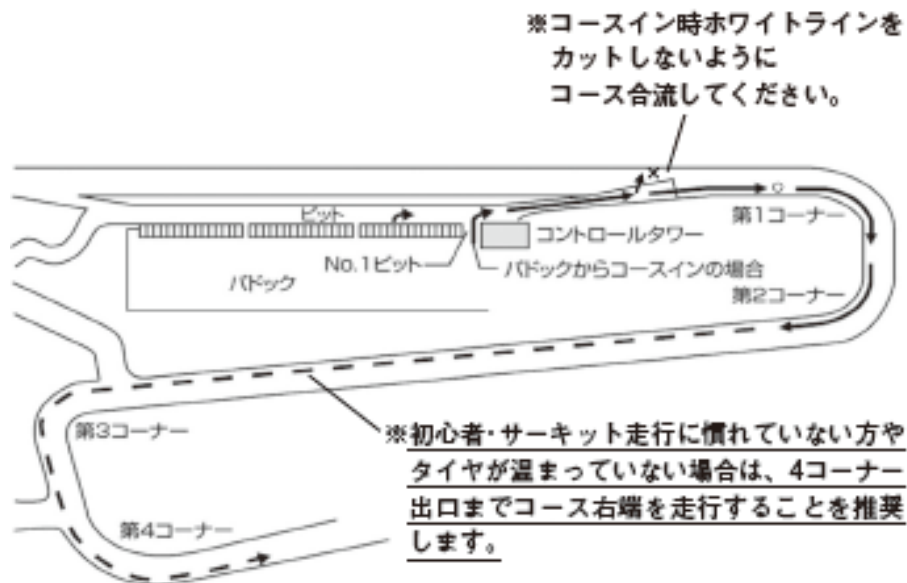 ※コースイン時ホワイトラインを
カットしないように
コース合流してください。
×
○
第1コーナー
ピット
コントロールタワー
No.1ピット
パドックからコースインの場合
パドック
第2コーナー
第3コーナー
※初心者・サーキット走行に慣れていない方や
タイヤが温まっていない場合は、4コーナー
出口までコース右端を走行することを推奨
します。
第4コーナー